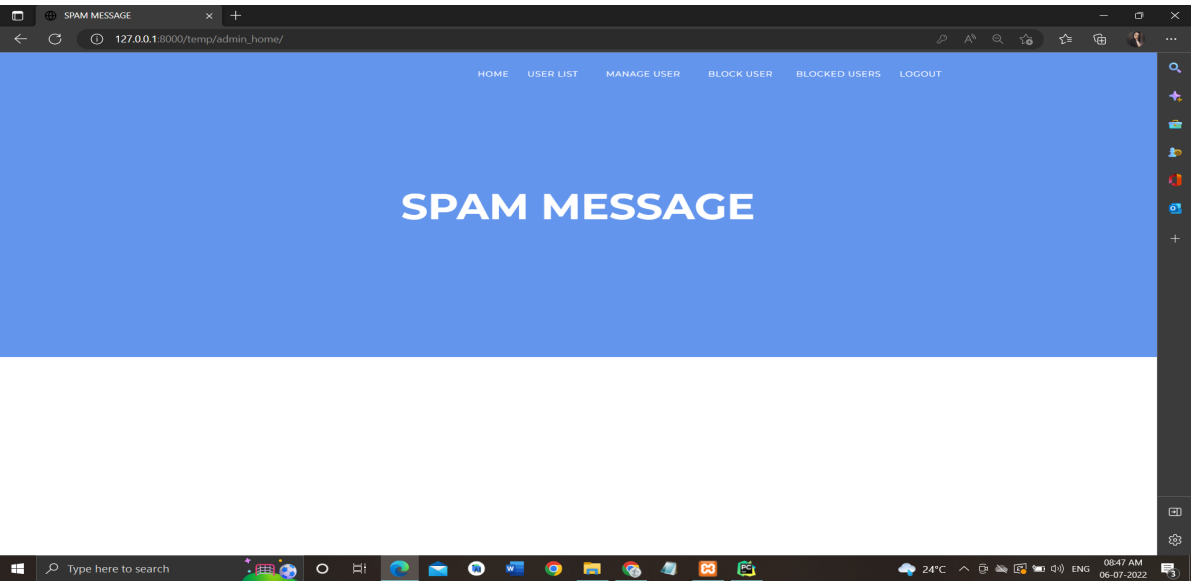 SPAM MESSAGE
127.0.0.1:8000/temp/admin_home/
HOME USER LIST MANAGE USER BLOCK USER BLOCKED USERS LOGOUT
SPAM MESSAGE
Type here to search
24°C ENG
08:47 AM
06-07-2022